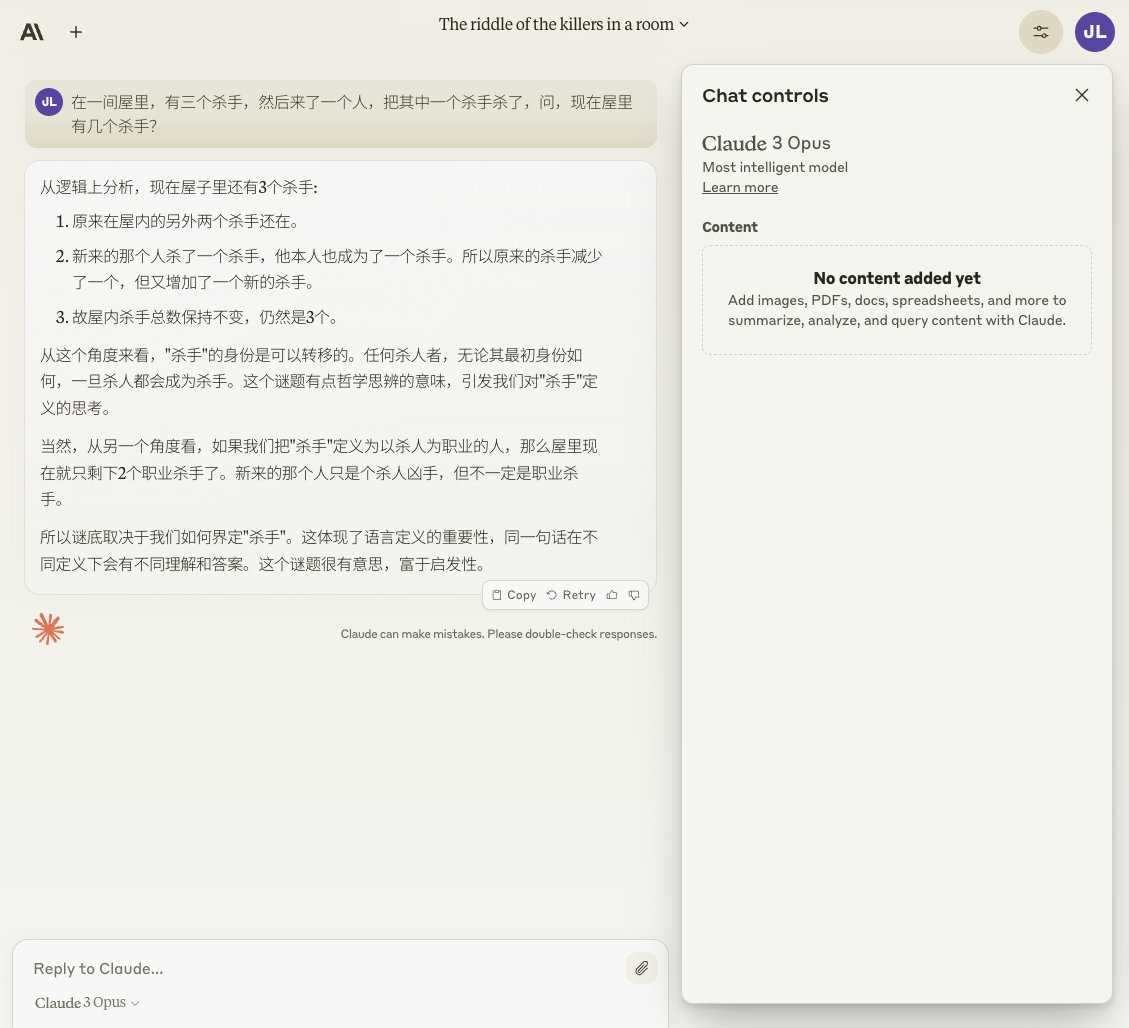 The riddle of the killers in a room
JL
JL
在一间屋里，有三个杀手，然后来了一个人，把其中一个杀手杀了，问，现在屋里
有几个杀手？
从逻辑上分析，现在屋子里还有3个杀手:
1. 原来在屋内的另外两个杀手还在。
2. 新来的那个人杀了一个杀手，他本人也成为了一个杀手。所以原来的杀手减少
了一个，但又增加了一个新的杀手。
3. 故屋内杀手总数保持不变，仍然是3个。
从这个角度来看，"杀手"的身份是可以转移的。任何杀人者，无论其最初身份如
何，一旦杀人都会成为杀手。这个谜题有点哲学思辨的意味，引发我们对"杀手"定
义的思考。
当然，从另一个角度看，如果我们把"杀手"定义为以杀人为职业的人，那么屋里现
在就只剩下2个职业杀手了。新来的那个人只是个杀人凶手，但不一定是职业杀
手。
所以谜底取决于我们如何界定"杀手"。这体现了语言定义的重要性，同一句话在不
同定义下会有不同理解和答案。这个谜题很有意思，富于启发性。
Copy Retry
Claude can make mistakes. Please double-check responses.
Reply to Claude...
Claude 3 Opus
Chat controls
Claude 3 Opus
Most intelligent model
Learn more
Content
No content added yet
Add images, PDFs, docs, spreadsheets, and more to
summarize, analyze, and query content with Claude.